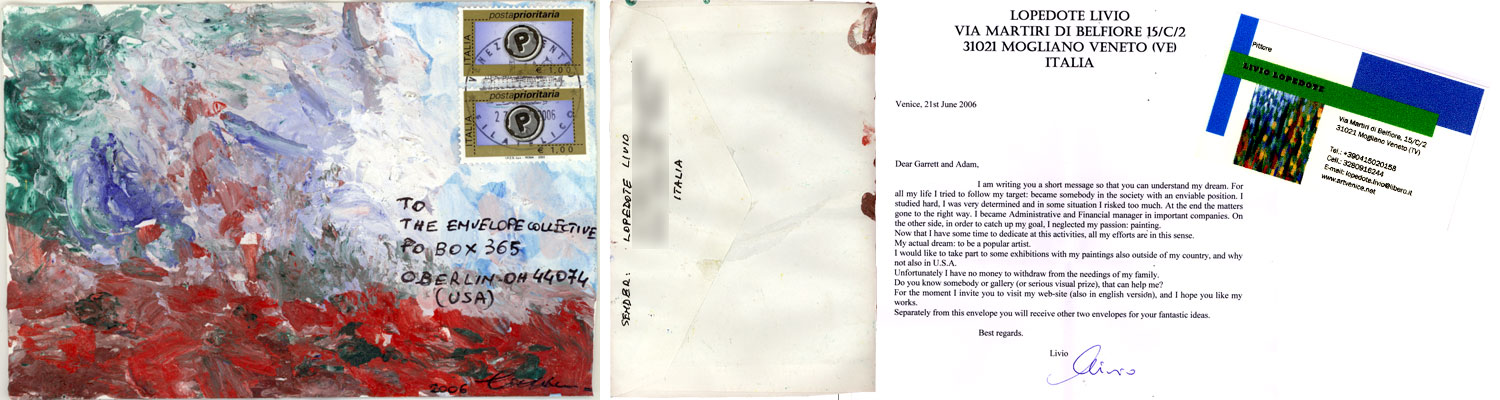 postaprioritaria
ITALIA
€ 1,00
postaprioritaria
ITALIA
2006
€ 1,00
TO
THE ENVELOPE COLLECTIVE
PO BOX 365
OBERLIN-OH 44074
(USA)
2006
SENDER: LOPEDOTE LIVIO
ITALIA
LOPEDOTE LIVIO
VIA MARTIRI DI BELFIORE 15/C/2
31021 MOGLIANO VENETO (VE)
ITALIA
Venice, 21st June 2006
Dear Garrett and Adam,
I am writing you a short message so that you can understand my dream. For
all my life I tried to follow my target: became somebody in the society with an enviable position. I
studied hard, I was very determined and in some situation I risked too much. At the end the matters
gone to the right way. I became Administrative and Financial manager in important companies. On
the other side, in order to catch up my goal, I neglected my passion: painting.
Now that I have some time to dedicate at this activities, all my efforts are in this sense.
My actual dream: to be a popular artist.
I would like to take part to some exhibitions with my paintings also outside of my country, and why
not also in U.S.A.
Unfortunately I have no money to withdraw from the needings of my family.
Do you know somebody or gallery (or serious visual prize), that can help me?
For the moment I invite you to visit my web-site (also in english version), and I hope you like my
works.
Separately from this envelope you will receive other two envelopes for your fantastic ideas.
Best regards.
Livio
Livio
Pittore
LIVIO LOPEDOTE
Via Martiri di Belfiore, 15/C/2
31021 Mogliano Veneto (TV)
Tel.: +390415020158
Cell.: 3280916244
E-mail: lopedote.livio@libero.it
www.artvenice.net